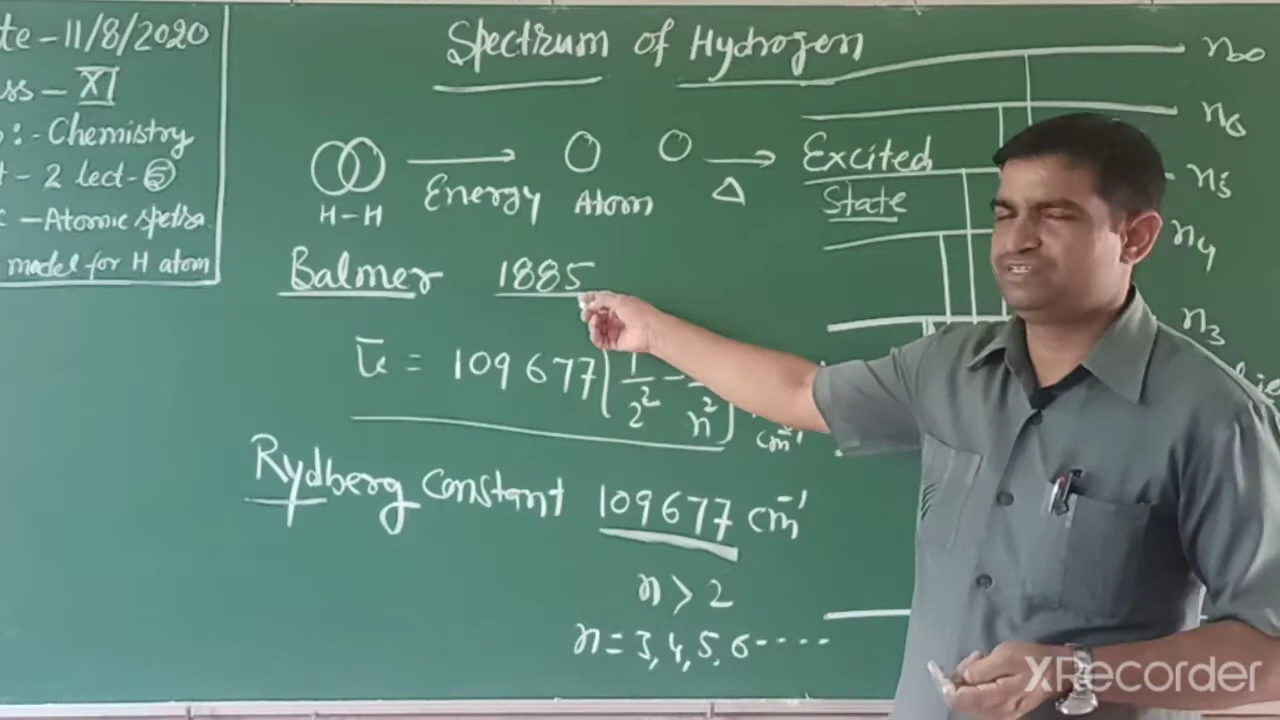 te - 11/8/2020
ss - XI
:- Chemistry
t - 2 lect - 5
c - Atomic spetra
model for H atom
Spectrum of Hydrogen
H-H
Energy
Atom
Δ
Excited
State
n∞
n6
n5
n4
n3
Balmer 1885
ν̅ = 109677 (1/2² - /n²) cm⁻¹
Rydberg Constant 109677 cm⁻¹
n > 2
n = 3, 4, 5, 6 ----
XRecorder